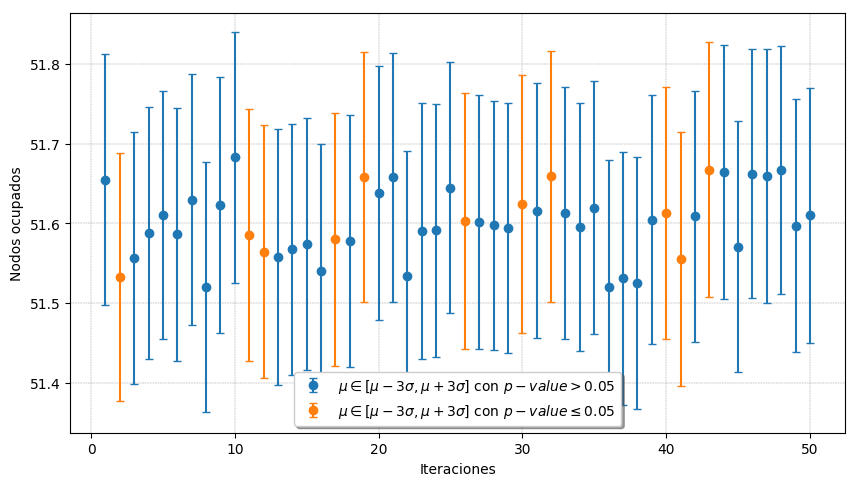 51.8
51.7
51.6
51.5
51.4
Nodos ocupados
0
10
20
30
40
50
Iteraciones
μ ∈ [μ − 3σ, μ + 3σ] con p − value > 0.05
μ ∈ [μ − 3σ, μ + 3σ] con p − value ≤ 0.05